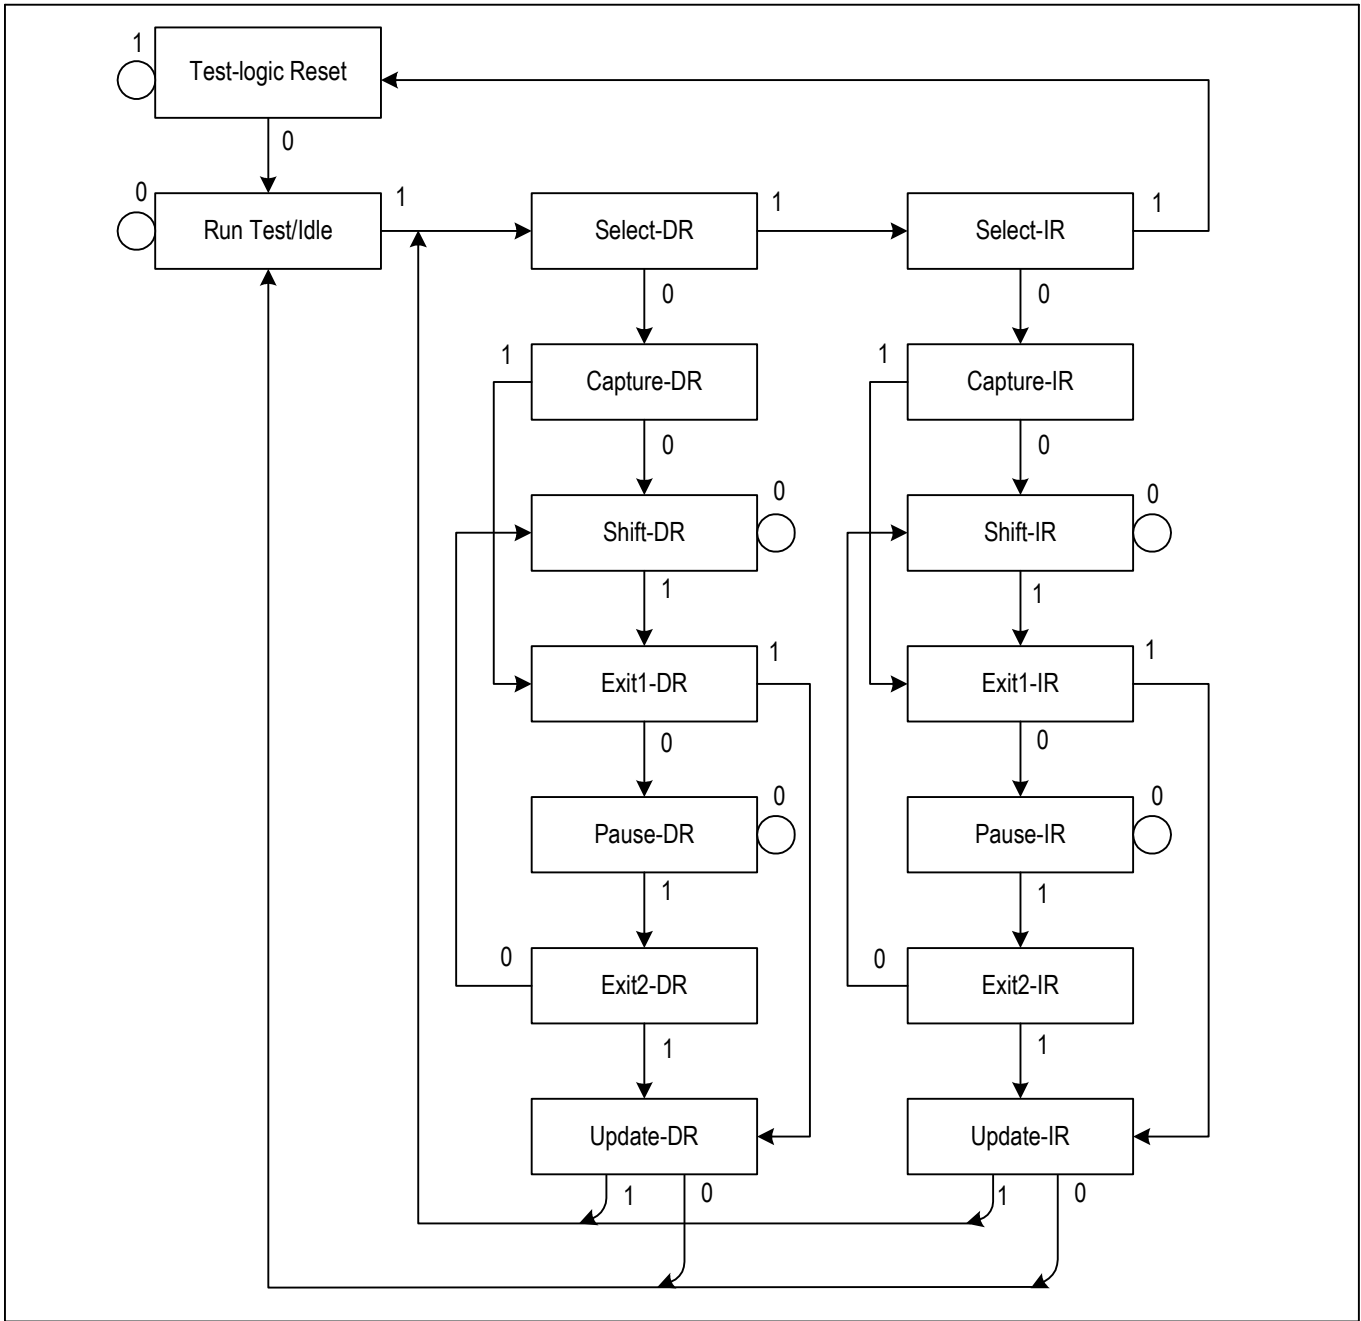 1
Test-logic Reset
0
0
Run Test/Idle
1
Select-DR
1
Select-IR
1
0
0
1
Capture-DR
1
Capture-IR
0
0
Shift-DR
0
Shift-IR
0
1
1
Exit1-DR
1
Exit1-IR
1
0
0
Pause-DR
0
Pause-IR
0
1
1
0
Exit2-DR
0
Exit2-IR
1
1
Update-DR
Update-IR
1
0
1
0